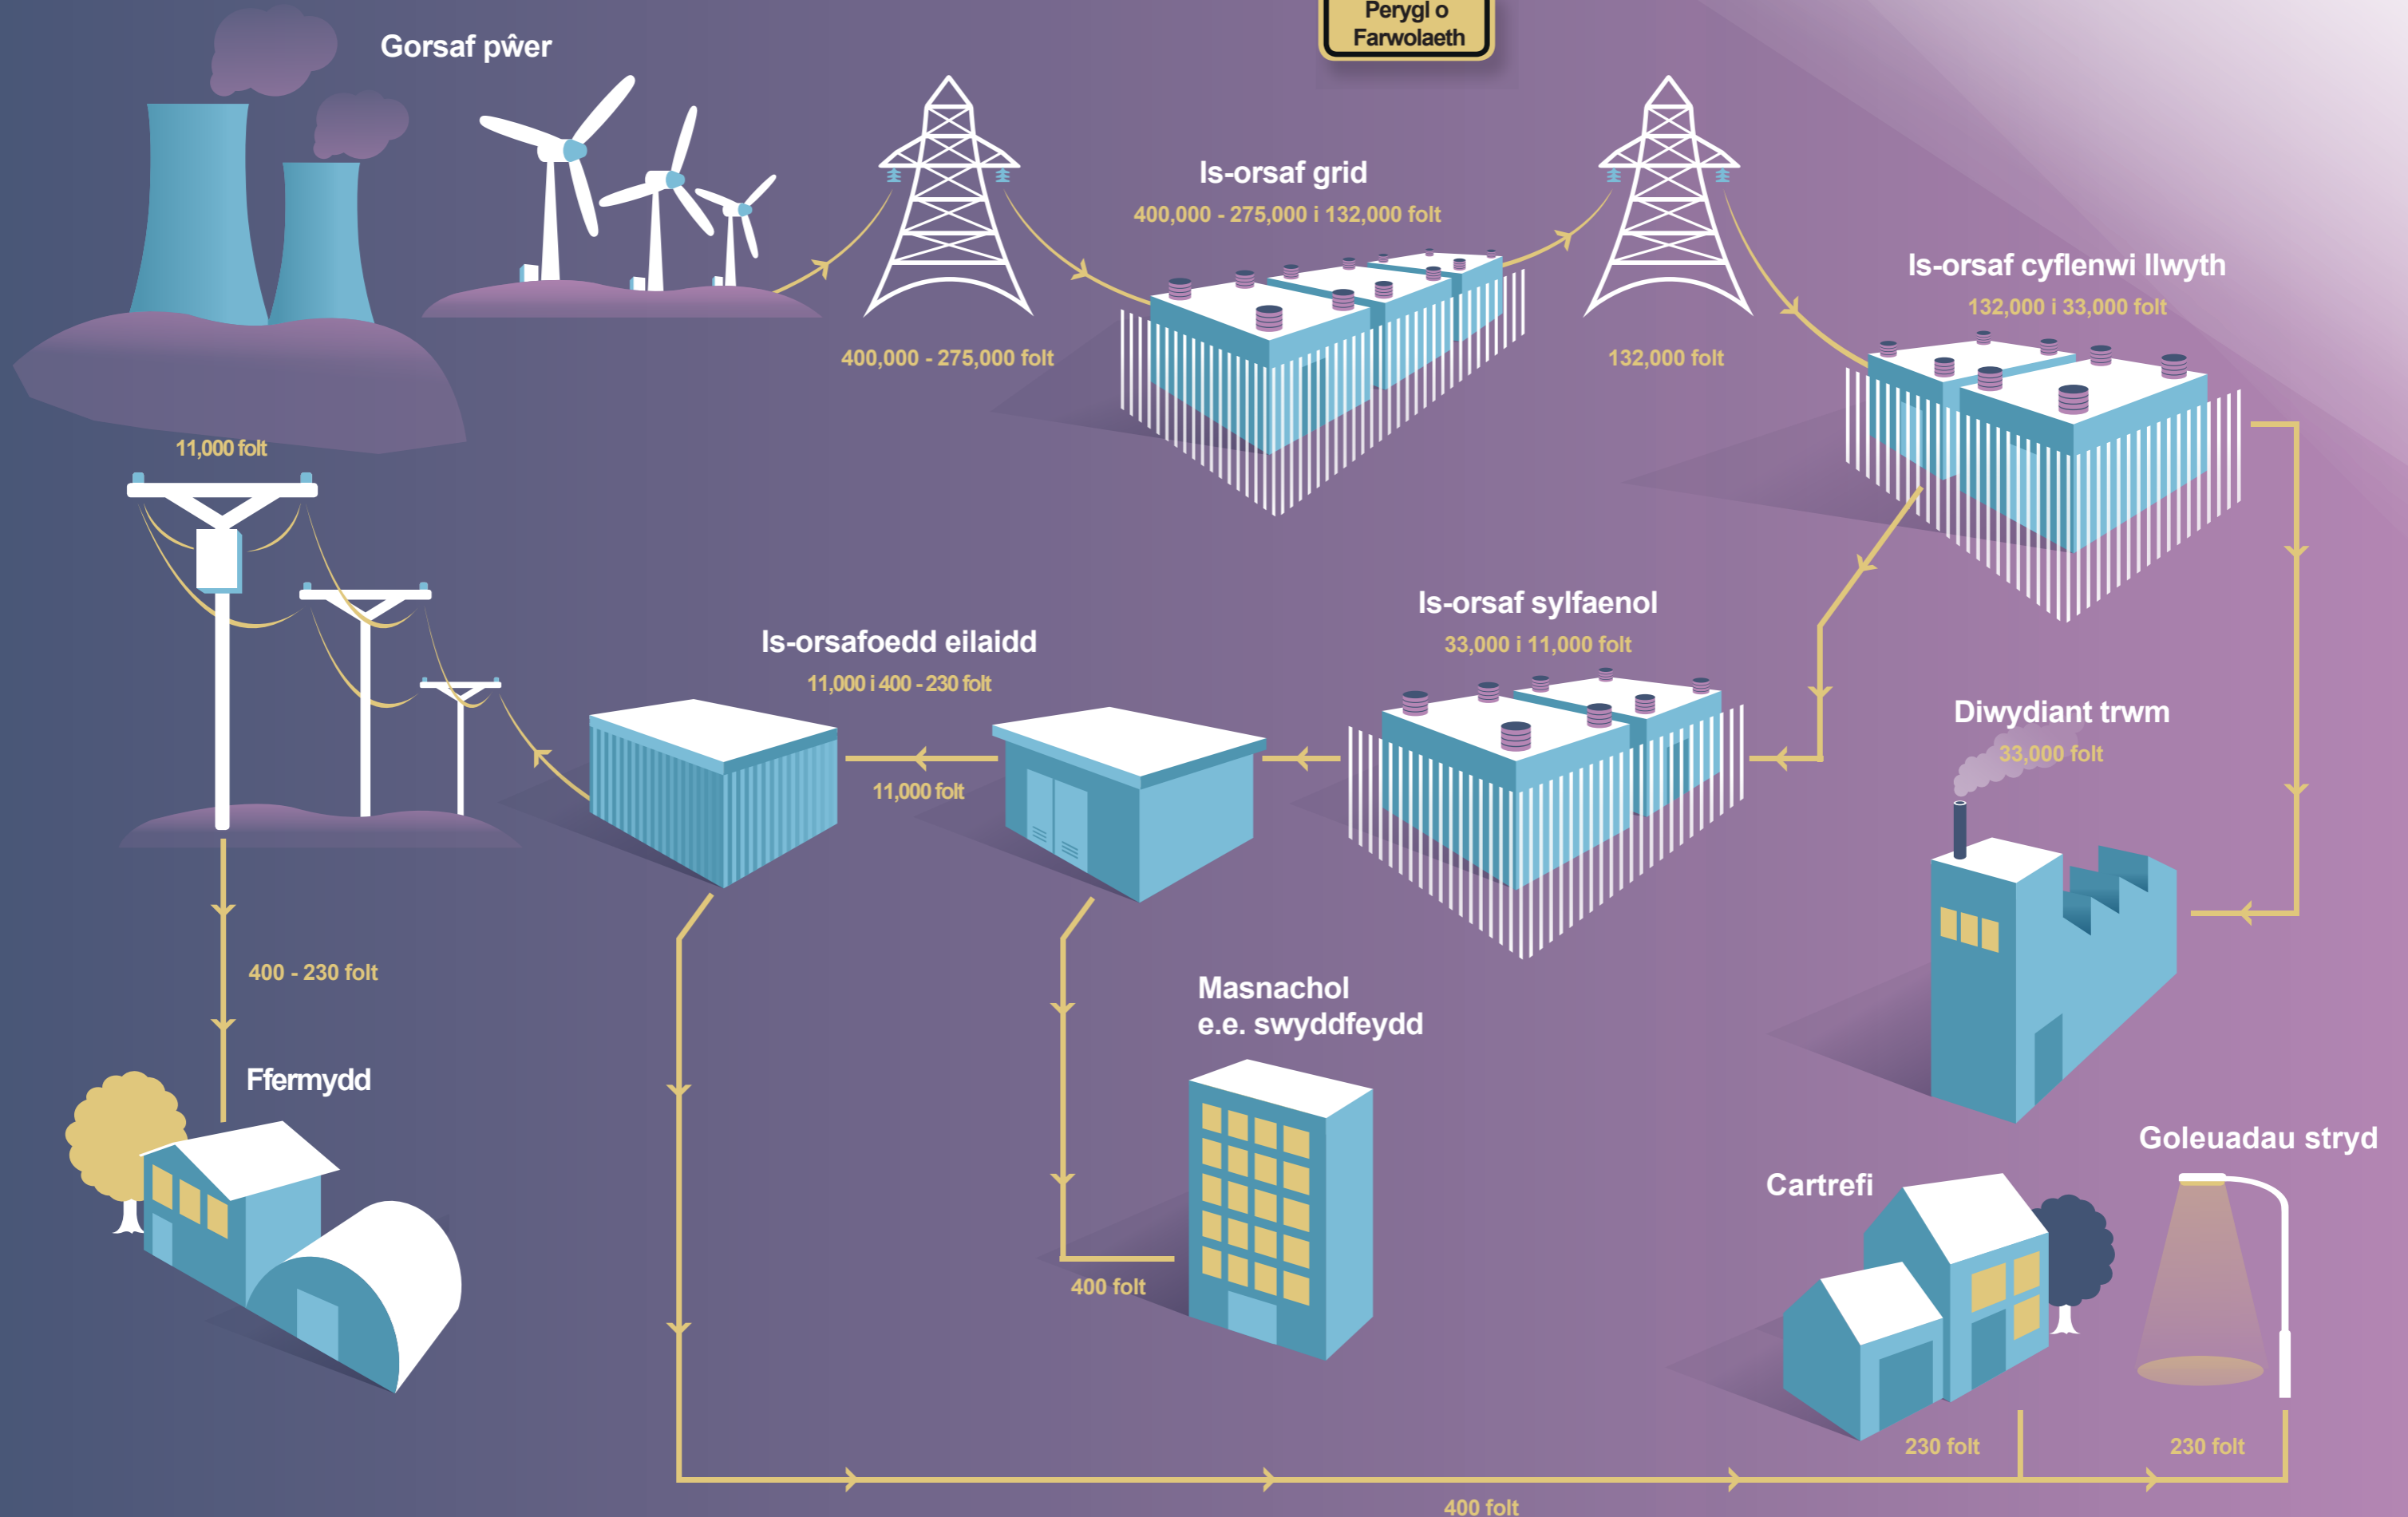 Perygl o
Farwolaeth
Gorsaf pŵer
Is-orsaf grid
400,000 - 275,000 i 132,000 folt
Is-orsaf cyflenwi llwyth
132,000 i 33,000 folt
400,000 - 275,000 folt
132,000 folt
11,000 folt
Is-orsaf sylfaenol
33,000 i 11,000 folt
Is-orsafoedd eilaidd
11,000 i 400 - 230 folt
11,000 folt
Diwydiant trwm
33,000 folt
400 - 230 folt
Masnachol
e.e. swyddfeydd
Ffermydd
400 folt
Goleuadau stryd
Cartrefi
230 folt
230 folt
400 folt